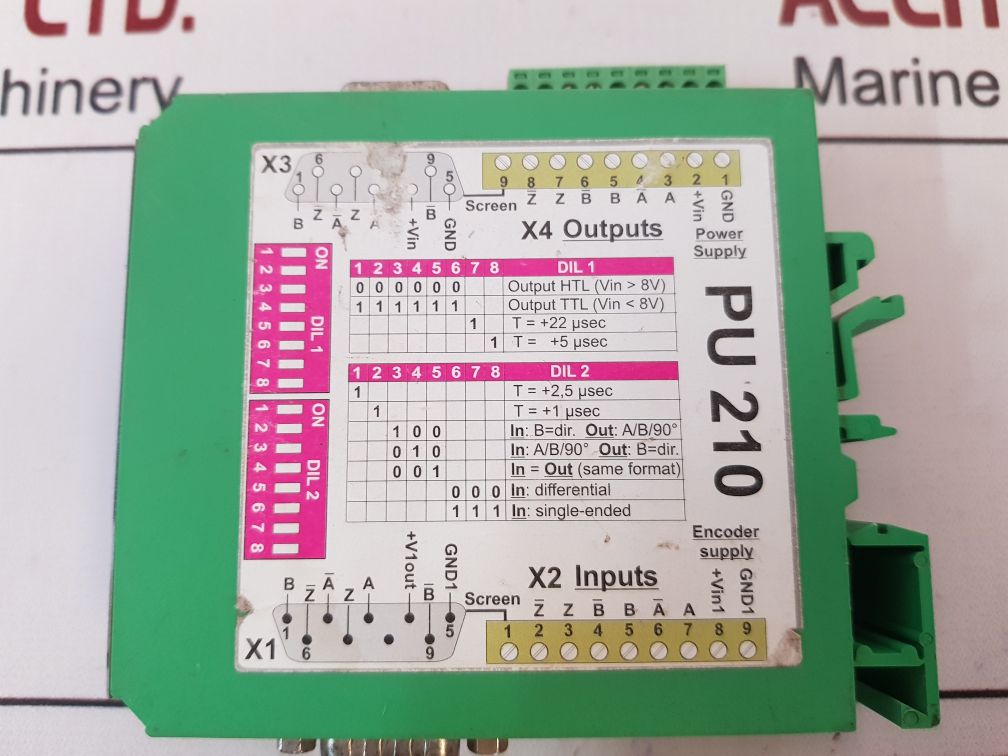 LTD.
hinery
Marine
X3 6 9
1 5
B Z̅ A̅ Z A +Vin B̅ GND
Screen
9 8 7 6 5 4 3 2 1
Z̅ Z B̅ B A̅ A +Vin GND
X4 Outputs
Power
Supply
ON
1 2 3 4 5 6 7 8
DIL 1
1 2 3 4 5 6 7 8 DIL 1
0 0 0 0 0 0 Output HTL (Vin > 8V)
1 1 1 1 1 1 Output TTL (Vin < 8V)
1 T = +22 µsec
1 T = +5 µsec
PU 210
ON
1 2 3 4 5 6 7 8
DIL 2
1 2 3 4 5 6 7 8 DIL 2
1 T = +2,5 µsec
1 T = +1 µsec
1 0 0 In: B=dir. Out: A/B/90°
0 1 0 In: A/B/90° Out: B=dir.
0 0 1 In = Out (same format)
0 0 0 In: differential
1 1 1 In: single-ended
Encoder
supply
X2 Inputs
B Z̅ A̅ Z A +V1out B̅ GND1
Screen
Z̅ Z B̅ B A̅ A +Vin1 GND1
1 5
6 9
X1
1 2 3 4 5 6 7 8 9